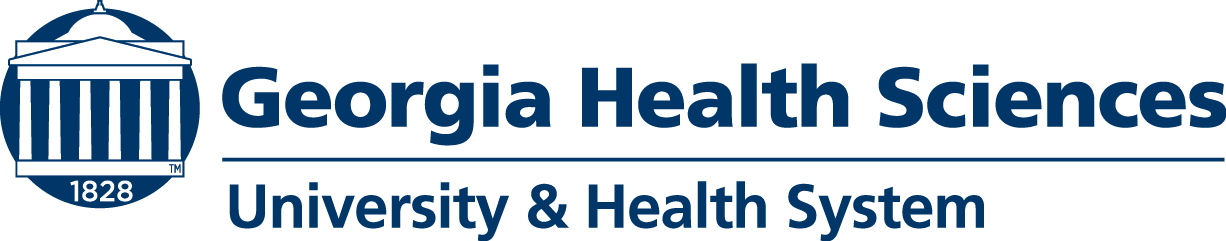 Georgia Health Sciences
University & Health System
TM
1828